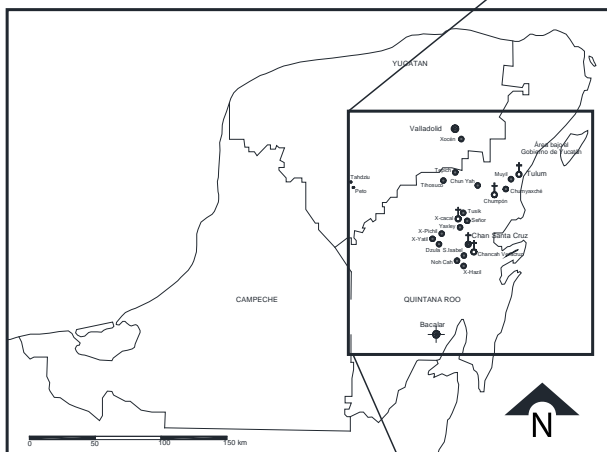 YUCATAN
Valladolid
Xocén
Área bajo el
Gobierno de Yucatán
Tepich
Tihosuco
Chun Yah
Muyil
Tulum
Chunyaxché
Chumpón
Tahdziu
Peto
Tusik
X-cacal
Señor
Yaxley
X-Pichil
X-Yatil
Chan Santa Cruz
Dzula
S.Isabel
Chancah Veracruz
Noh Cah
X-Hazil
CAMPECHE
QUINTANA ROO
Bacalar
N
0 50 100 150 km